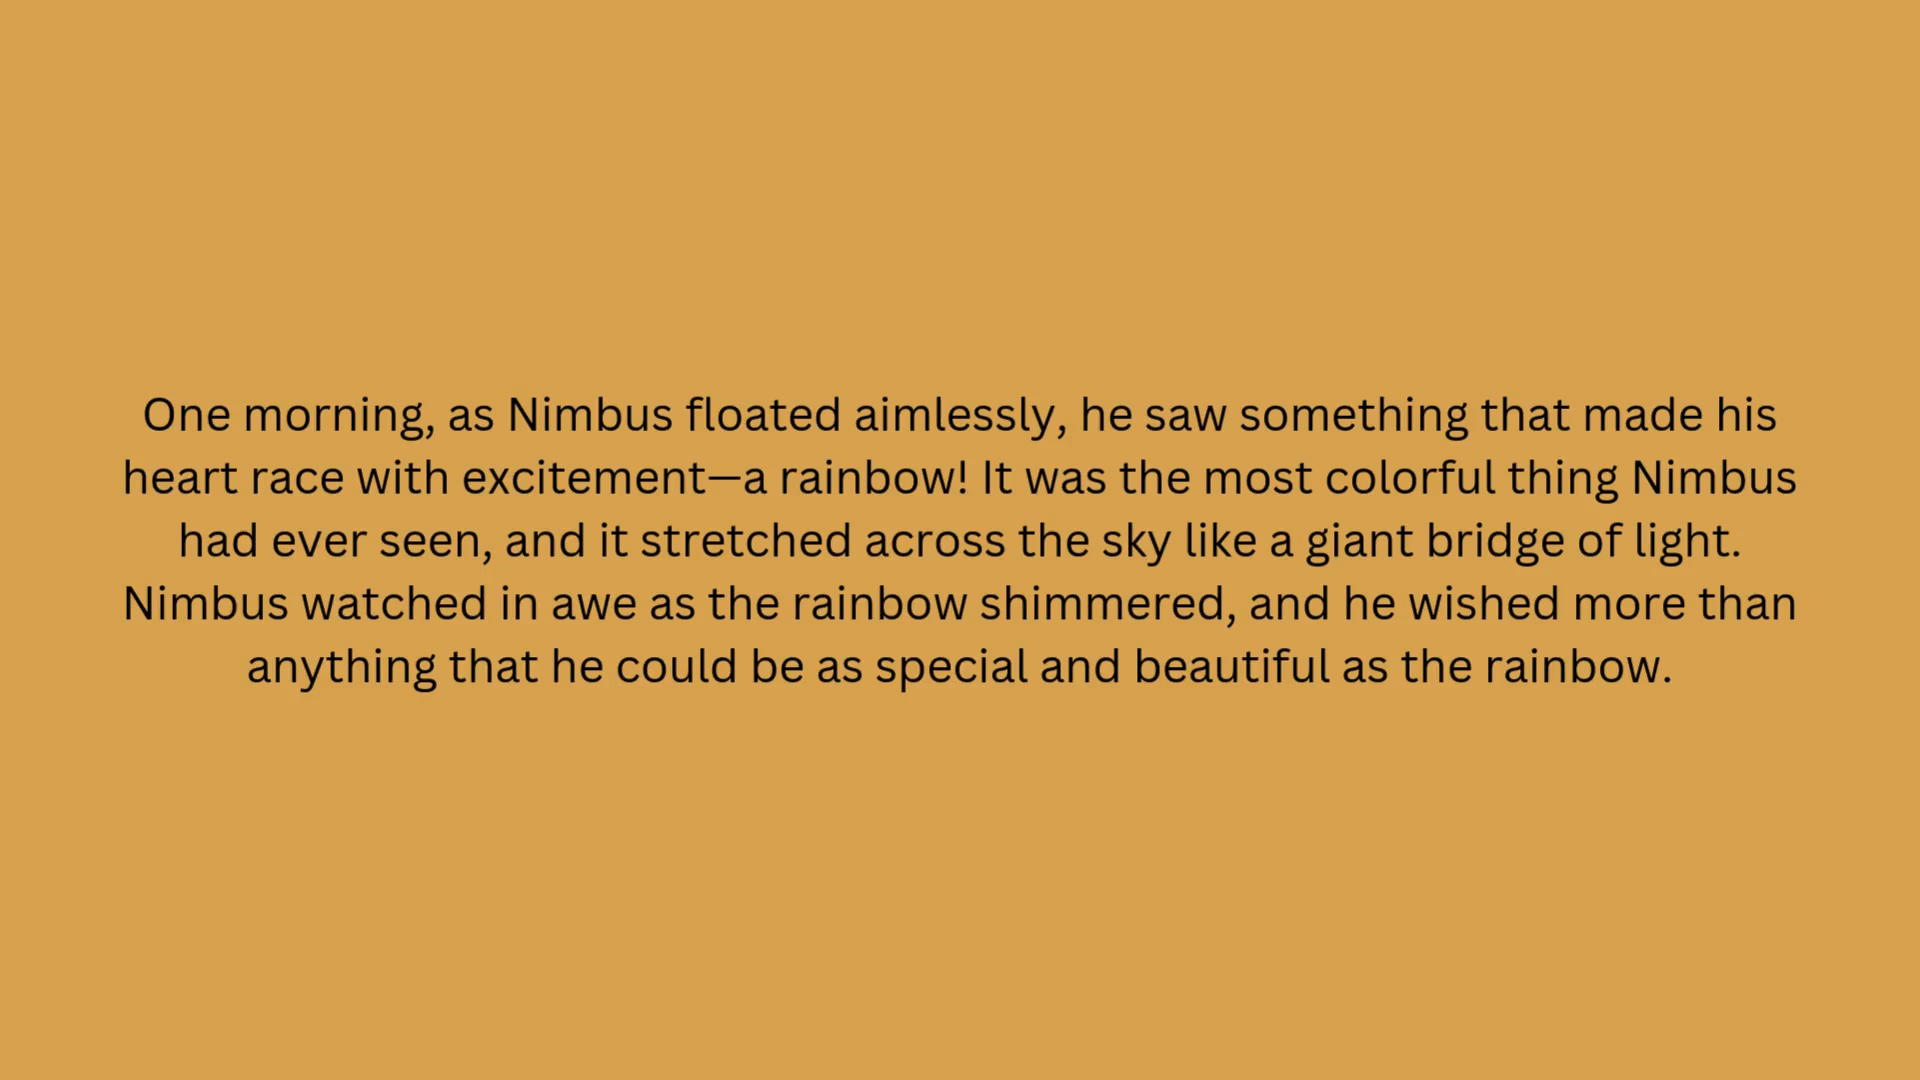 One morning, as Nimbus floated aimlessly, he saw something that made his
heart race with excitement—a rainbow! It was the most colorful thing Nimbus
had ever seen, and it stretched across the sky like a giant bridge of light.
Nimbus watched in awe as the rainbow shimmered, and he wished more than
anything that he could be as special and beautiful as the rainbow.